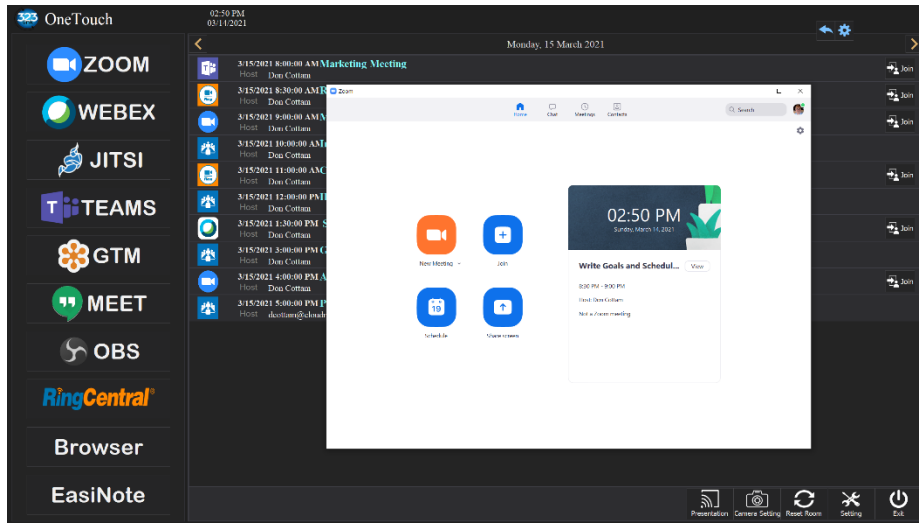 323 OneTouch
02:50 PM
03/14/2021
Monday, 15 March 2021
ZOOM
WEBEX
JITSI
TEAMS
GTM
MEET
OBS
RingCentral®
Browser
EasiNote
3/15/2021 8:00:00 AM Marketing Meeting
Host Don Cottam
Join
3/15/2021 8:30:00 AM R
Host Don Cottam
Join
3/15/2021 9:00:00 AM
Host Don Cottam
Join
3/15/2021 10:00:00 AM
Host Don Cottam
3/15/2021 11:00:00 AM
Host Don Cottam
Join
3/15/2021 12:00:00 PM
Host Don Cottam
3/15/2021 1:30:00 PM S
Host Don Cottam
Join
3/15/2021 3:00:00 PM
Host Don Cottam
3/15/2021 4:00:00 PM A
Host Don Cottam
Join
3/15/2021 5:00:00 PM P
Host
Zoom
Home
Chat
Meetings
Contacts
Search
New Meeting
Join
19
Schedule
Share screen
02:50 PM
Sunday, March 14, 2021
Write Goals and Schedul...
View
8:00 PM - 9:00 PM
Host: Don Cottam
Not a Zoom meeting
Presentation
Camera Setting
Reset Room
Setting
Exit